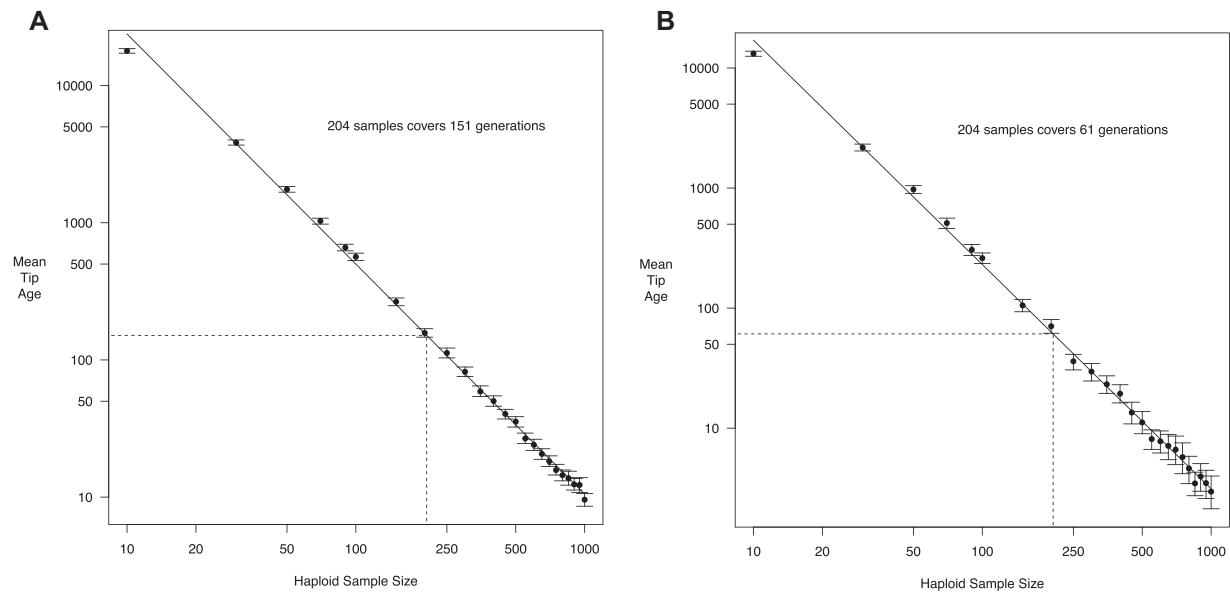 A
10000
5000
1000
500
100
50
10
Mean
Tip
Age
204 samples covers 151 generations
10 20 50 100 250 500 1000
Haploid Sample Size
B
10000
5000
1000
500
100
50
10
Mean
Tip
Age
204 samples covers 61 generations
10 20 50 100 250 500 1000
Haploid Sample Size